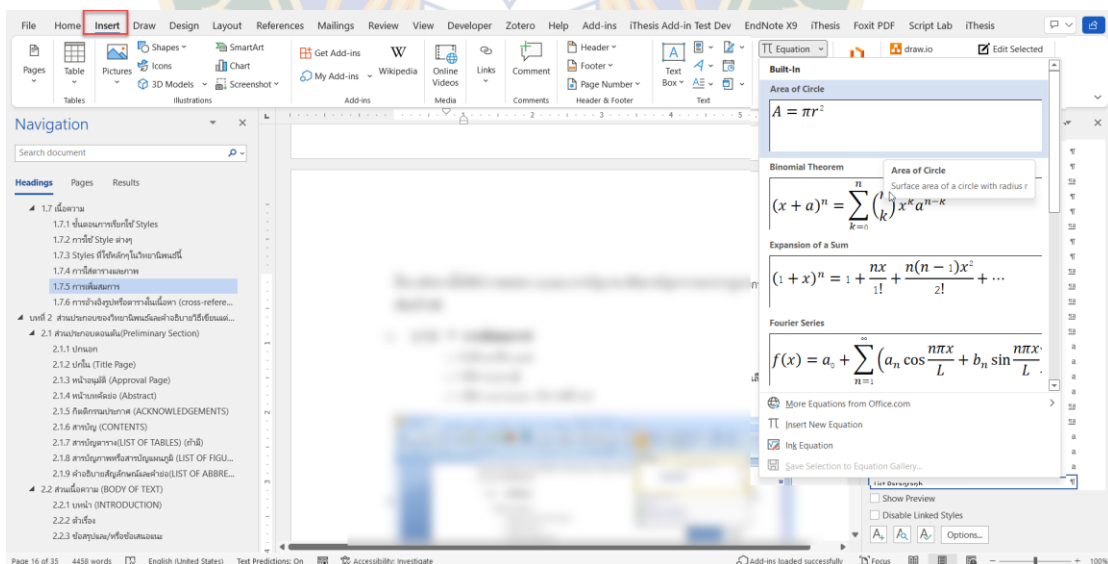 File Home Insert Draw Design Layout References Mailings Review View Developer Zotero Help Add-ins iThesis Add-in Test Dev EndNote X9 iThesis Foxit PDF Script Lab iThesis
Pages
Table
Tables
Pictures
Shapes
Icons
3D Models
SmartArt
Chart
Screenshot
Illustrations
Get Add-ins
My Add-ins
Wikipedia
Add-ins
Online Videos
Media
Links
Comment
Comments
Header
Footer
Page Number
Header & Footer
Text Box
Text
Equation
draw.io
Edit Selected
Navigation
Search document
Headings Pages Results
1.7 เนื้อความ
1.7.1 ขั้นตอนการเรียกใช้ Styles
1.7.2 การใช้ Style ต่างๆ
1.7.3 Styles ที่ใช้หลักๆในวิทยานิพนธ์นี้
1.7.4 การใส่ตารางและภาพ
1.7.5 การเพิ่มสมการ
1.7.6 การอ้างอิงรูปหรือตารางในเนื้อหา (cross-refere...
บทที่ 2 ส่วนประกอบของวิทยานิพนธ์และคำอธิบายวิธีเขียนแต่...
2.1 ส่วนประกอบตอนต้น(Preliminary Section)
2.1.1 ปกนอก
2.1.2 ปกใน (Title Page)
2.1.3 หน้าอนุมัติ (Approval Page)
2.1.4 หน้าบทคัดย่อ (Abstract)
2.1.5 กิตติกรรมประกาศ (ACKNOWLEDGEMENTS)
2.1.6 สารบัญ (CONTENTS)
2.1.7 สารบัญตาราง(LIST OF TABLES) (ถ้ามี)
2.1.8 สารบัญภาพหรือสารบัญแผนภูมิ (LIST OF FIGU...
2.1.9 คำอธิบายสัญลักษณ์และคำย่อ(LIST OF ABBRE...
2.2 ส่วนเนื้อความ (BODY OF TEXT)
2.2.1 บทนำ (INTRODUCTION)
2.2.2 ตัวเรื่อง
2.2.3 ข้อสรุปและ/หรือข้อเสนอแนะ
Built-In
Area of Circle
A = πr²
Binomial Theorem
Area of Circle
Surface area of a circle with radius r
(x + a)ⁿ = ∑ₖ₌₀ⁿ (ⁿₖ) xᵏaⁿ⁻ᵏ
Expansion of a Sum
(1 + x)ⁿ = 1 + nx/1! + n(n − 1)x²/2! + ⋯
Fourier Series
f(x) = a₀ + ∑ₙ₌₁^∞ (aₙ cos nπx/L + bₙ sin nπx/L
More Equations from Office.com
Insert New Equation
Ink Equation
Save Selection to Equation Gallery...
Show Preview
Disable Linked Styles
Options...
Page 16 of 35 4456 words English (United States) Text Predictions: On Accessibility: Investigate Add-ins loaded successfully Focus 100%